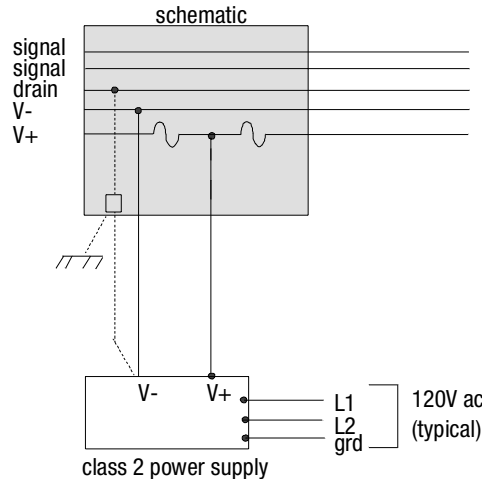 schematic
signal
signal
drain
V-
V+
V-
V+
L1
L2
grd
120V ac
(typical)
class 2 power supply